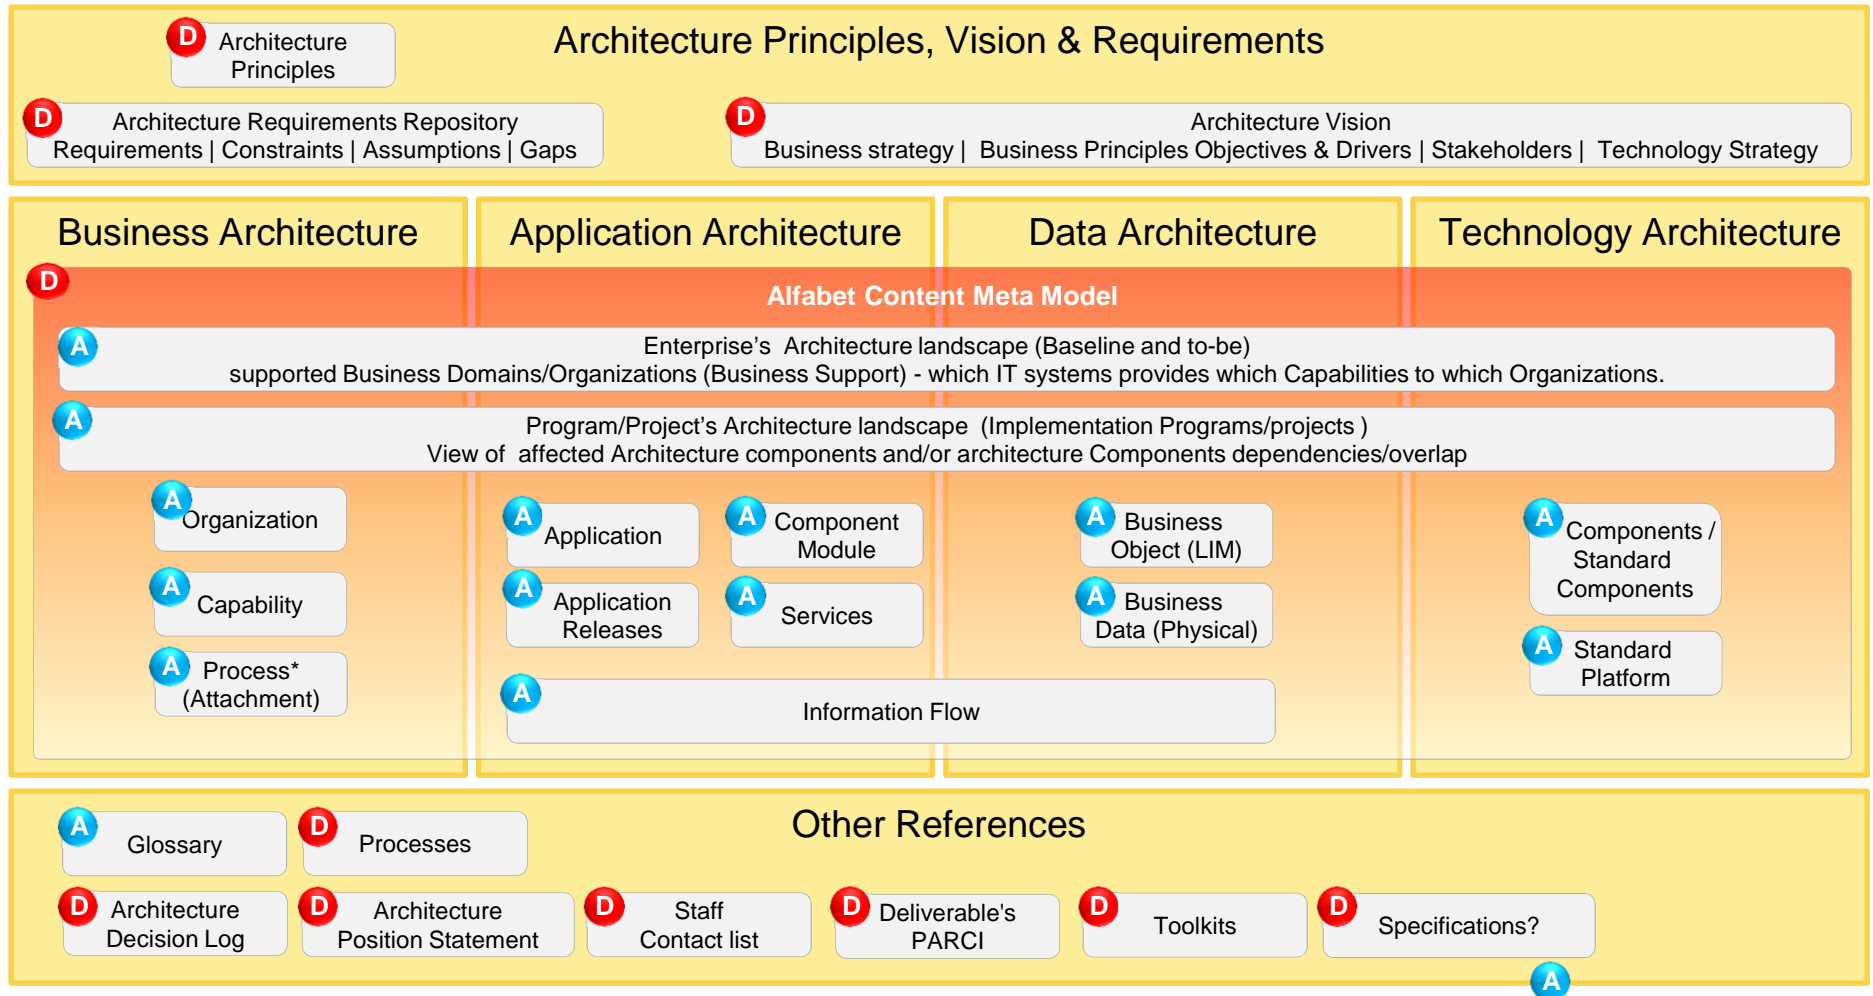 Architecture Principles, Vision & Requirements
D
Architecture
Principles
D
Architecture Requirements Repository
Requirements | Constraints | Assumptions | Gaps
D
Architecture Vision
Business strategy | Business Principles Objectives & Drivers | Stakeholders | Technology Strategy
Business Architecture
Application Architecture
Data Architecture
Technology Architecture
D
Alfabet Content Meta Model
A
Enterprise's Architecture landscape (Baseline and to-be)
supported Business Domains/Organizations (Business Support) - which IT systems provides which Capabilities to which Organizations.
A
Program/Project's Architecture landscape (Implementation Programs/projects )
View of affected Architecture components and/or architecture Components dependencies/overlap
A
Organization
A
Capability
A
Process*
(Attachment)
A
Application
A
Component
Module
A
Application
Releases
A
Services
A
Information Flow
A
Business
Object (LIM)
A
Business
Data (Physical)
A
Components /
Standard
Components
A
Standard
Platform
Other References
A
Glossary
D
Processes
D
Architecture
Decision Log
D
Architecture
Position Statement
D
Staff
Contact list
D
Deliverable's
PARCI
D
Toolkits
D
Specifications?
A